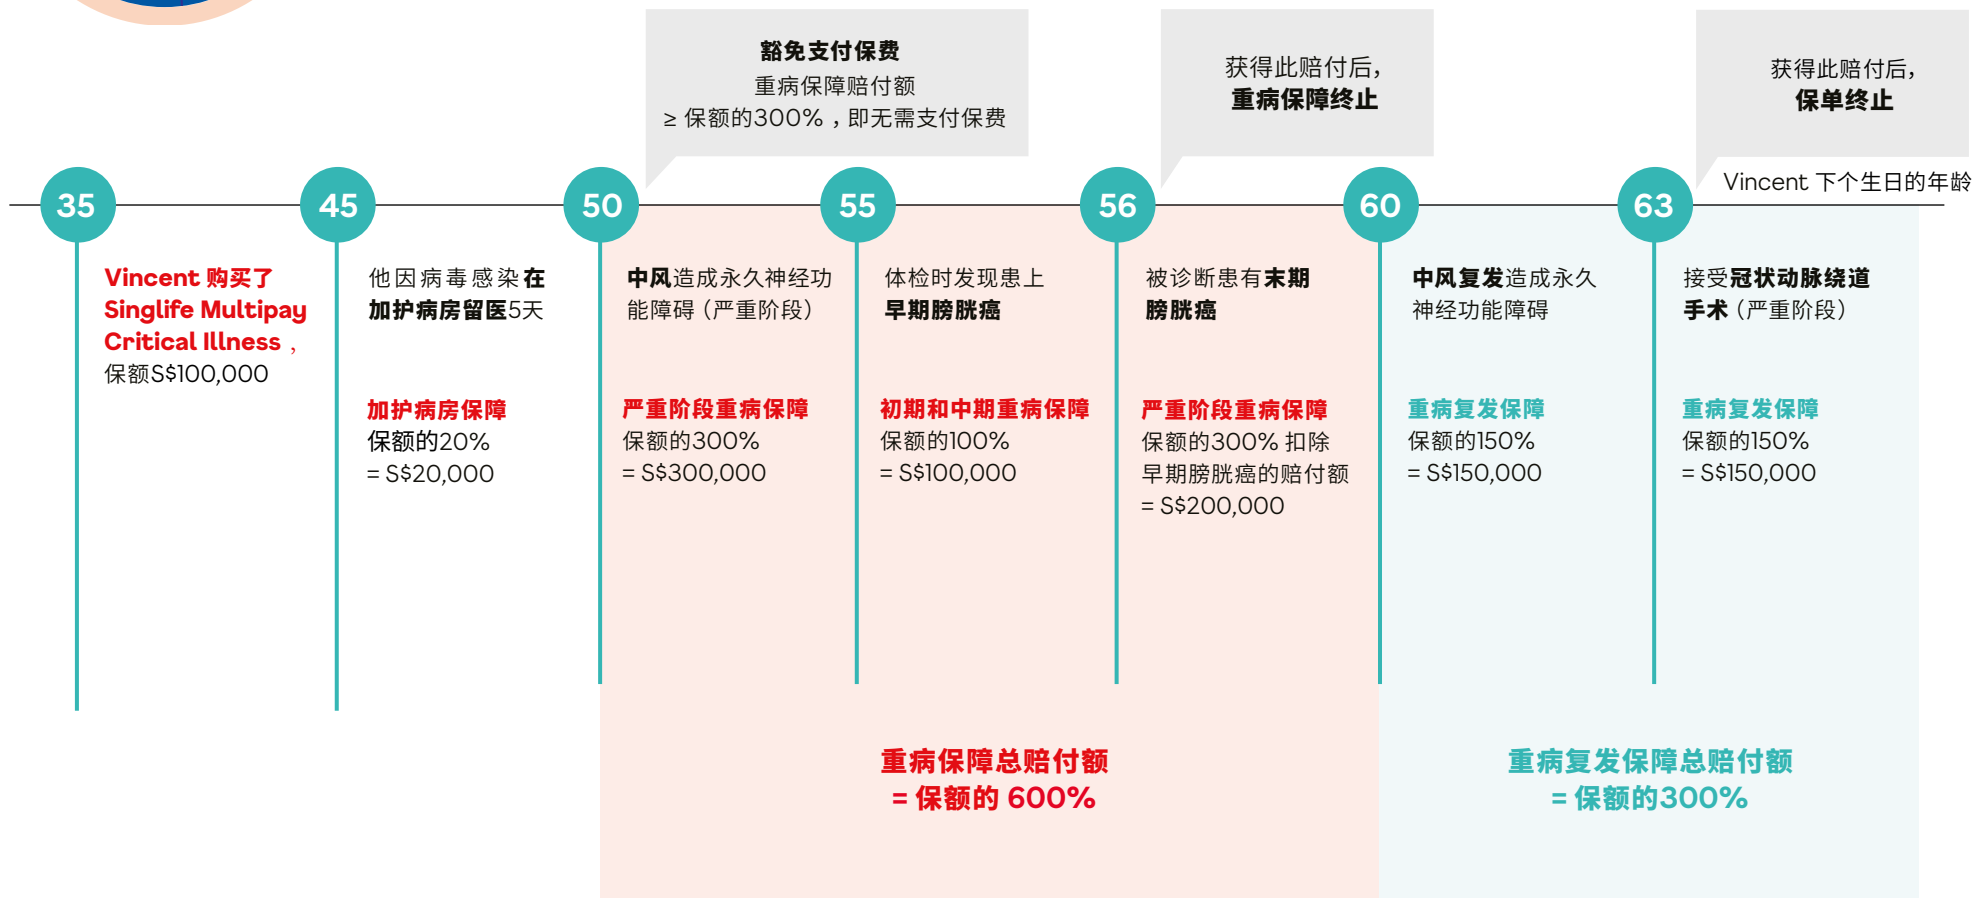 豁免支付保费
重病保障赔付额
≥ 保额的300%，即无需支付保费
获得此赔付后，
重病保障终止
获得此赔付后，
保单终止
Vincent 下个生日的年龄
35
45
50
55
56
60
63
Vincent 购买了
Singlife Multipay
Critical Illness，
保额S$100,000
他因病毒感染在
加护病房留医5天
加护病房保障
保额的20%
= S$20,000
中风造成永久神经功
能障碍（严重阶段）
严重阶段重病保障
保额的300%
= S$300,000
体检时发现患上
早期膀胱癌
初期和中期重病保障
保额的100%
= S$100,000
被诊断患有末期
膀胱癌
严重阶段重病保障
保额的300% 扣除
早期膀胱癌的赔付额
= S$200,000
中风复发造成永久
神经功能障碍
重病复发保障
保额的150%
= S$150,000
接受冠状动脉绕道
手术（严重阶段）
重病复发保障
保额的150%
= S$150,000
重病保障总赔付额
= 保额的 600%
重病复发保障总赔付额
= 保额的300%